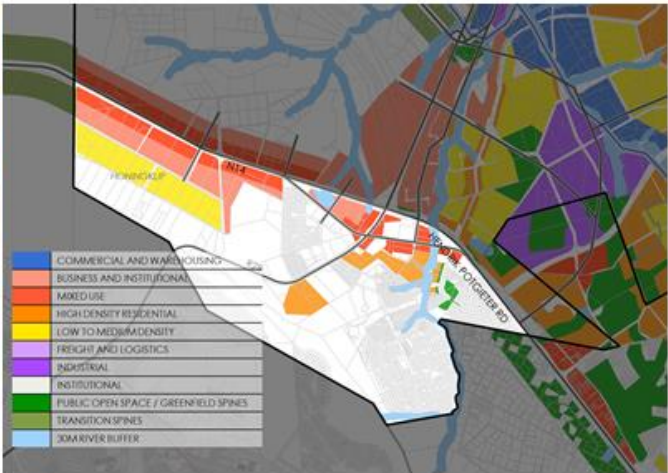 N14
HONINGKLIP
HENDRIK POTGIETER RD
COMMERCIAL AND WAREHOUSING
BUSINESS AND INSTITUTIONAL
MIXED USE
HIGH DENSITY RESIDENTIAL
LOW TO MEDIUM DENSITY
FREIGHT AND LOGISTICS
INDUSTRIAL
INSTITUTIONAL
PUBLIC OPEN SPACE / GREENFIELD SPINES
TRANSITION SPINES
30M RIVER BUFFER